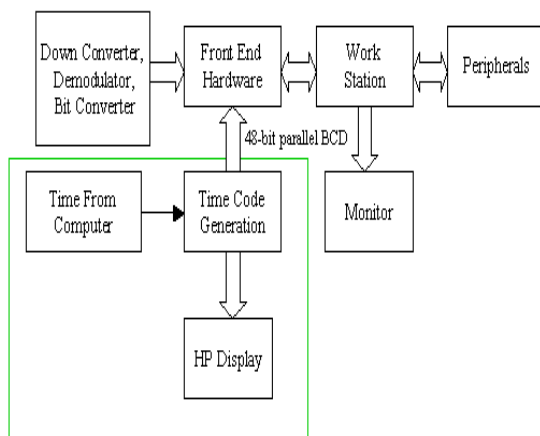 Down Converter,
Demodulator,
Bit Converter
Front End
Hardware
Work
Station
Peripherals
48-bit parallel BCD
Time From
Computer
Time Code
Generation
Monitor
HP Display